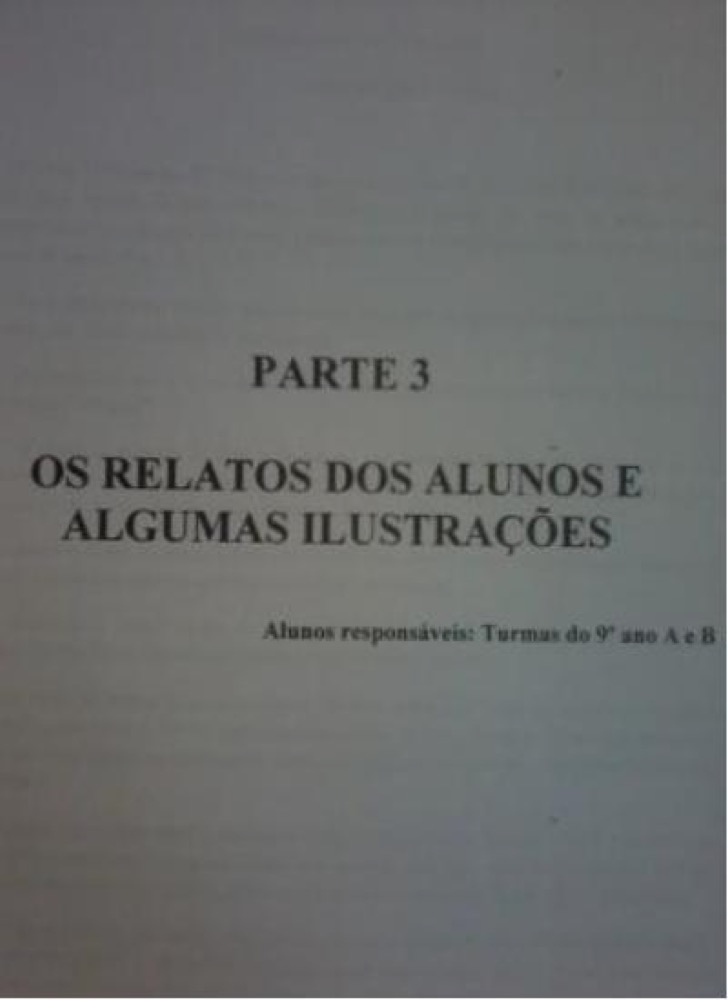 PARTE 3
OS RELATOS DOS ALUNOS E
ALGUMAS ILUSTRAÇÕES
Alunos responsáveis: Turmas do 9º ano A e B